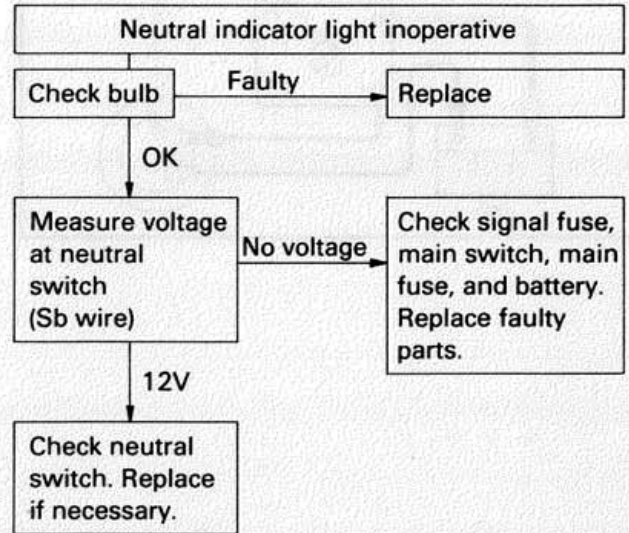 Neutral indicator light inoperative
Check bulb
Faulty
Replace
OK
Measure voltage
at neutral
switch
(Sb wire)
No voltage
Check signal fuse,
main switch, main
fuse, and battery.
Replace faulty
parts.
12V
Check neutral
switch. Replace
if necessary.